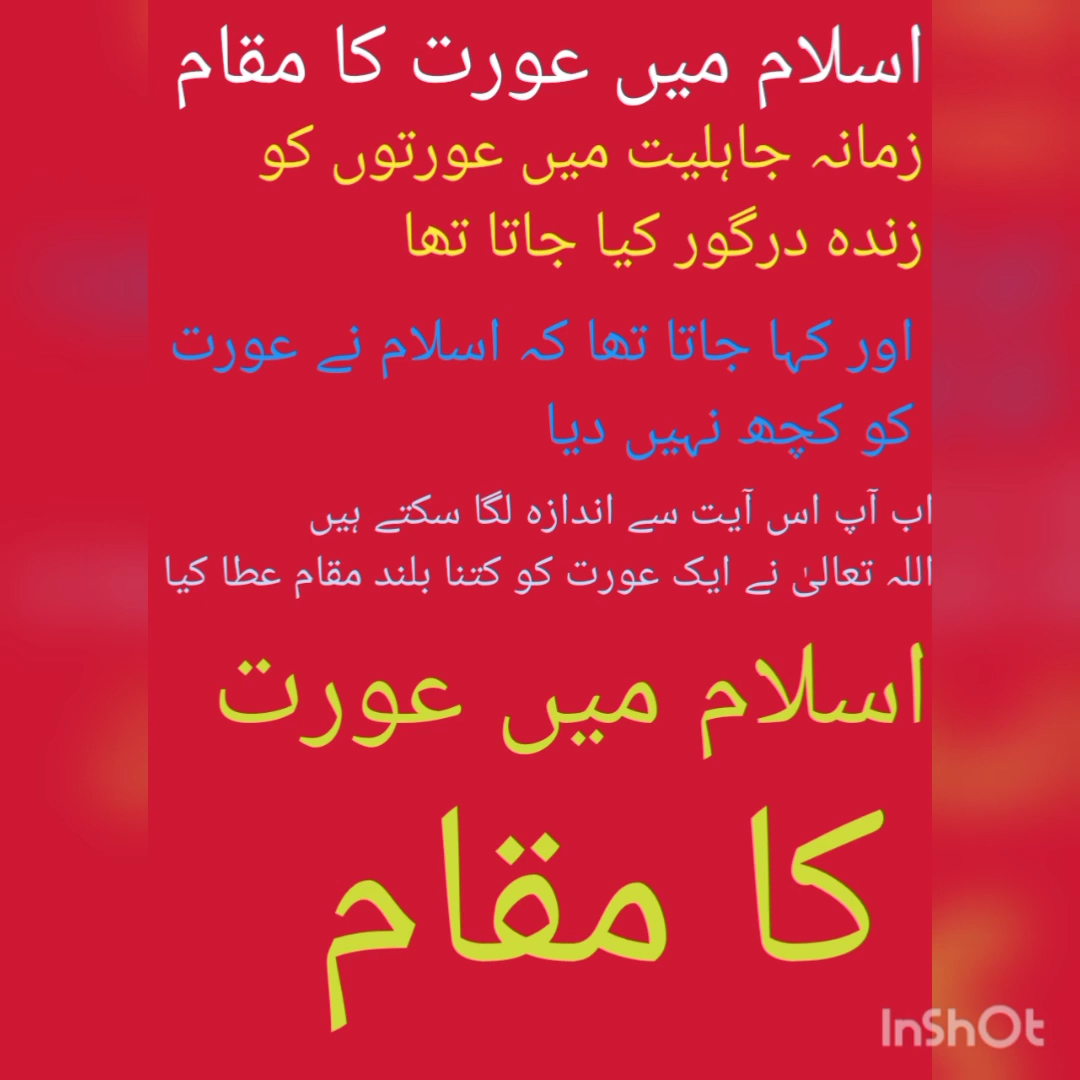 اسلام میں عورت کا مقام
زمانہ جاہلیت میں عورتوں کو
زندہ درگور کیا جاتا تھا
اور کہا جاتا تھا کہ اسلام نے عورت
کو کچھ نہیں دیا
اب آپ اس آیت سے اندازہ لگا سکتے ہیں
اللہ تعالیٰ نے ایک عورت کو کتنا بلند مقام عطا کیا
اسلام میں عورت
کا مقام
InShOt